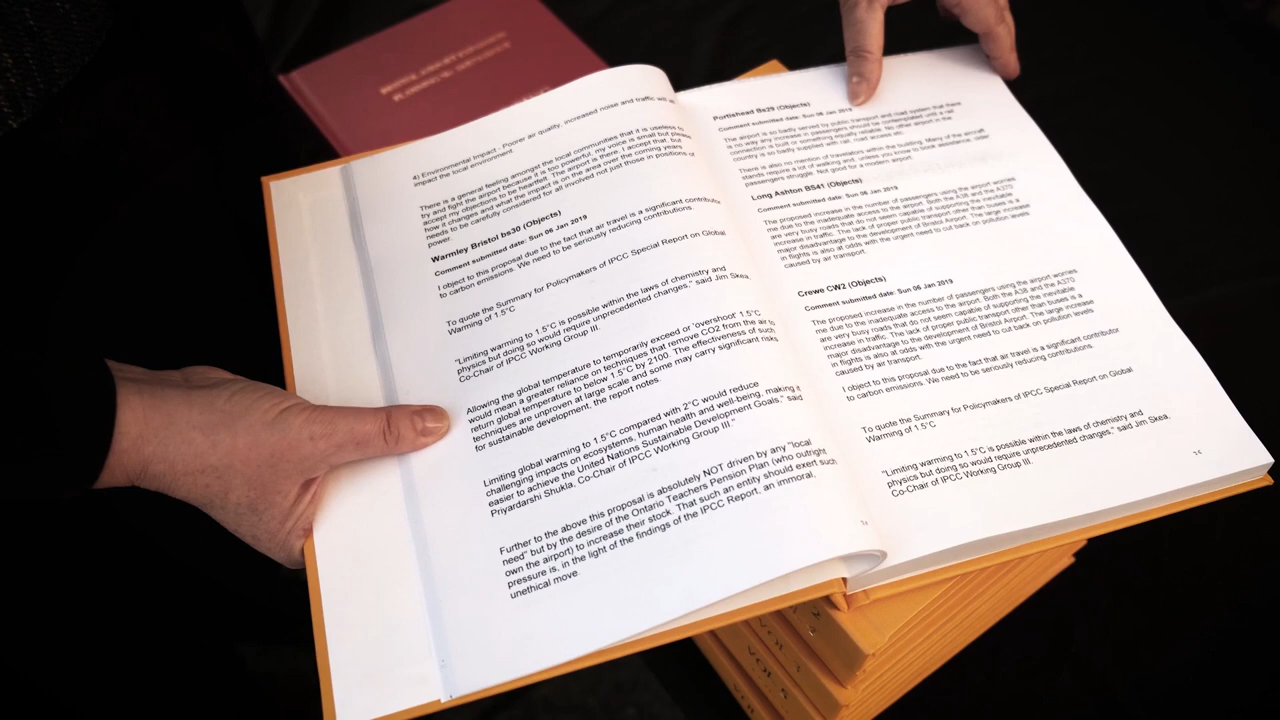 4) Environmental Impact - Poorer air quality, increased noise and traffic will all
impact the local environment.
There is a general feeling amongst the local communities that it is useless to
try and fight the airport because it is so powerful, my voice is small but please
accept my objections to be heartfelt. The airport is there, I accept that, but
how it changes and what the impact is on the area over the coming years
needs to be carefully considered for all involved not just those in positions of
power.
Warmley Bristol bs30 (Objects)
Comment submitted date: Sun 06 Jan 2019
I object to this proposal due to the fact that air travel is a significant contributor
to carbon emissions. We need to be seriously reducing contributions.
To quote the Summary for Policymakers of IPCC Special Report on Global
Warming of 1.5°C
"Limiting warming to 1.5°C is possible within the laws of chemistry and
physics but doing so would require unprecedented changes," said Jim Skea,
Co-Chair of IPCC Working Group III.
Allowing the global temperature to temporarily exceed or 'overshoot' 1.5°C
would mean a greater reliance on techniques that remove CO2 from the air to
return global temperature to below 1.5°C by 2100. The effectiveness of such
techniques are unproven at large scale and some may carry significant risks
for sustainable development, the report notes.
Limiting global warming to 1.5°C compared with 2°C would reduce
challenging impacts on ecosystems, human health and well-being, making it
easier to achieve the United Nations Sustainable Development Goals," said
Priyardarshi Shukla, Co-Chair of IPCC Working Group III."
Further to the above this proposal is absolutely NOT driven by any "local
need" but by the desire of the Ontario Teachers Pension Plan (who outright
own the airport) to increase their stock. That such an entity should exert such
pressure is, in the light of the findings of the IPCC Report, an immoral,
unethical move.
Portishead Bs29 (Objects)
Comment submitted date: Sun 06 Jan 2019
The airport is so badly served by public transport and road system that there
is no way any increase in passengers should be contemplated until a rail
connection is built or something equally reliable. No other airport in the
country is so badly supplied with rail, road access etc.
There is also no mention of travelators within the building. Many of the aircraft
stands require a lot of walking and, unless you know to book assistance, older
passengers struggle. Not good for a modern airport.
Long Ashton BS41 (Objects)
Comment submitted date: Sun 06 Jan 2019
The proposed increase in the number of passengers using the airport worries
me due to the inadequate access to the airport. Both the A38 and the A370
are very busy roads that do not seem capable of supporting the inevitable
increase in traffic. The lack of proper public transport other than buses is a
major disadvantage to the development of Bristol Airport. The large increase
in flights is also at odds with the urgent need to cut back on pollution levels
caused by air transport.
Crewe CW2 (Objects)
Comment submitted date: Sun 06 Jan 2019
The proposed increase in the number of passengers using the airport worries
me due to the inadequate access to the airport. Both the A38 and the A370
are very busy roads that do not seem capable of supporting the inevitable
increase in traffic. The lack of proper public transport other than buses is a
major disadvantage to the development of Bristol Airport. The large increase
in flights is also at odds with the urgent need to cut back on pollution levels
caused by air transport.
I object to this proposal due to the fact that air travel is a significant contributor
to carbon emissions. We need to be seriously reducing contributions.
To quote the Summary for Policymakers of IPCC Special Report on Global
Warming of 1.5°C
"Limiting warming to 1.5°C is possible within the laws of chemistry and
physics but doing so would require unprecedented changes," said Jim Skea,
Co-Chair of IPCC Working Group III.
VOL
VOL